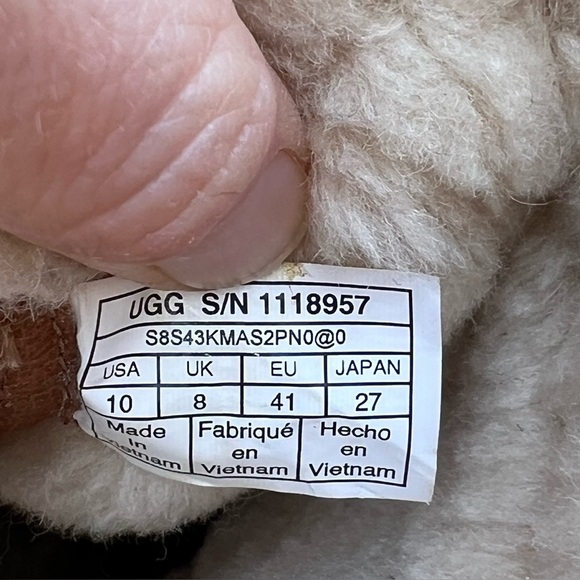 UGG S/N 1118957
S8S43KMAS2PN0@0
USA UK EU JAPAN
10 8 41 27
Made Fabriqué Hecho
in en en
Vietnam Vietnam Vietnam